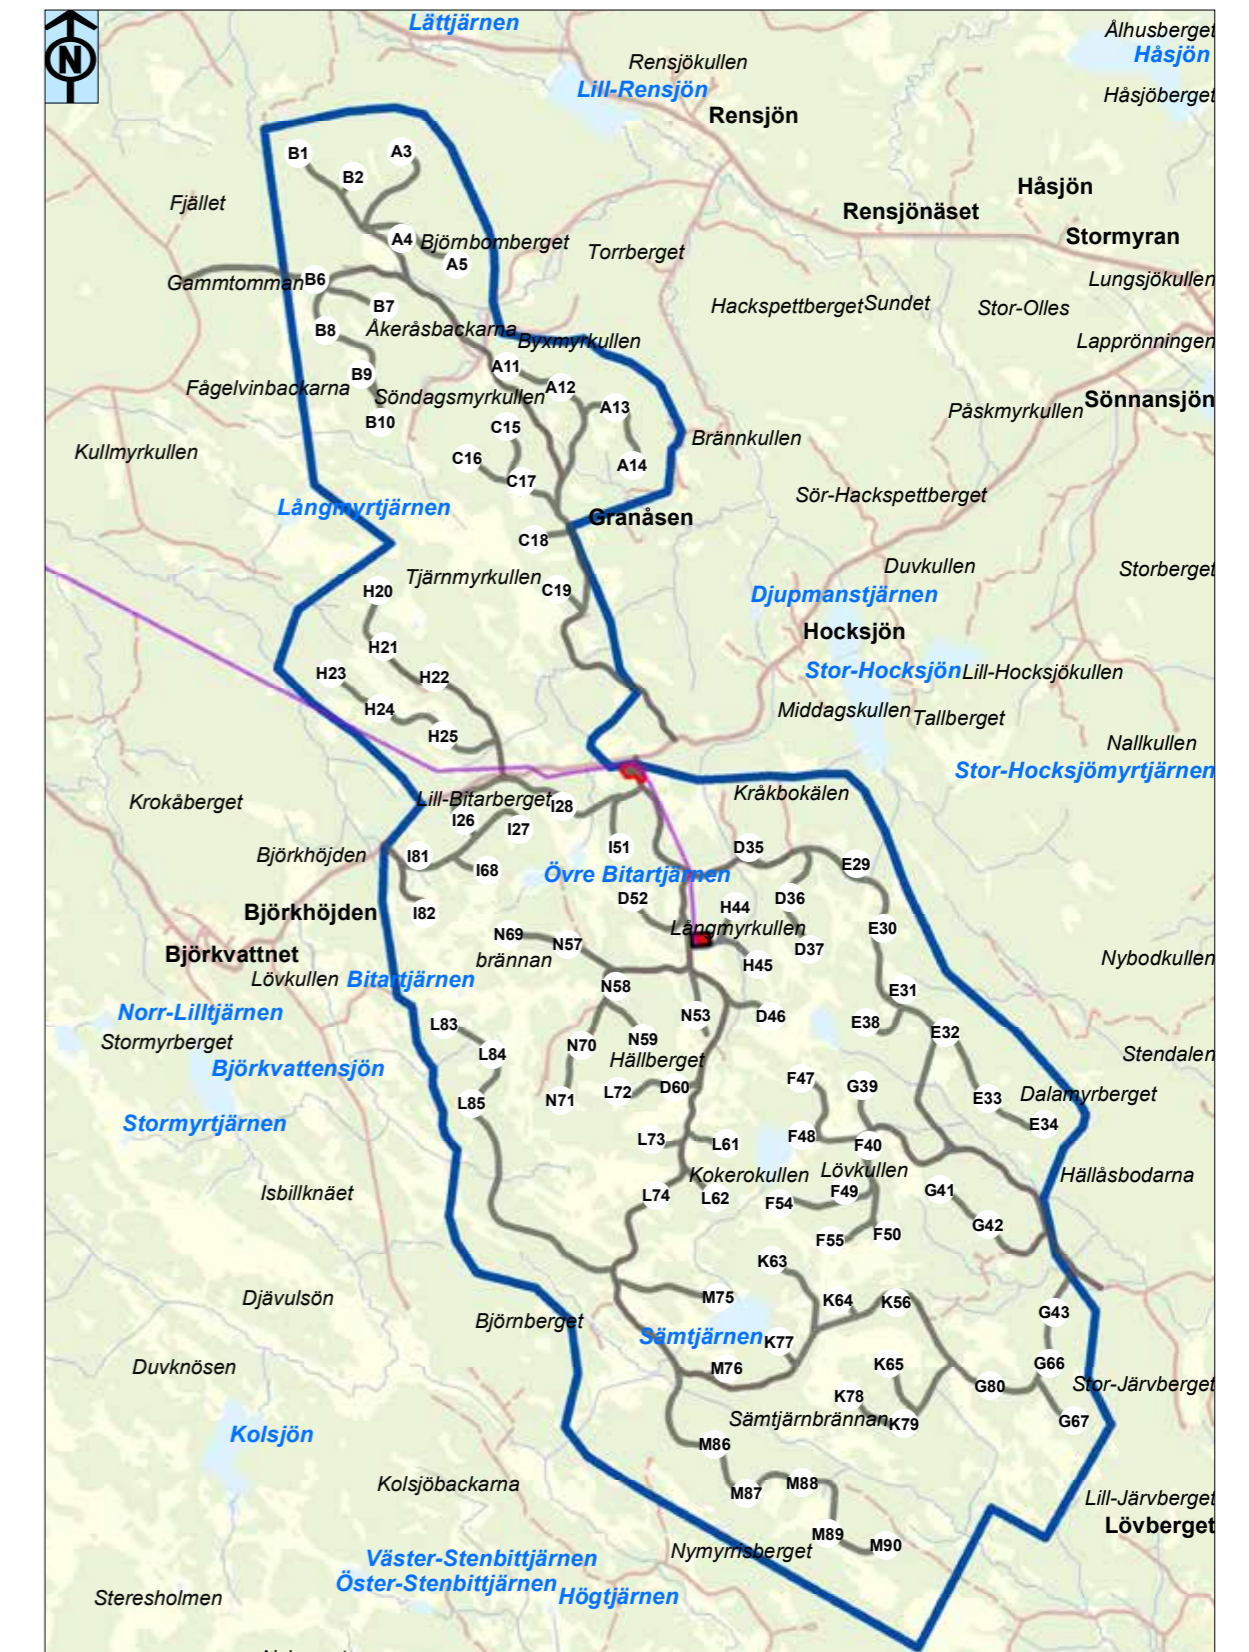 Lättjärnen
Ålhusberget
N
Håsjön
Rensjökullen
Lill-Rensjön
Håsjöberget
Rensjön
B1
A3
B2
Håsjön
Fjället
Rensjönäset
Stormyran
A4
Björnbomberget
Torrberget
A5
Gammtomman
B6
Lungsjökullen
B7
Hackspettberget
Sundet
Stor-Olles
B8
Åkeråsbackarna
Byxmyrkullen
Lapprönningen
A11
B9
Fågelvinbackarna
Söndagsmyrkullen
A12
Sönnansjön
A13
Påskmyrkullen
B10
C15
Brännkullen
Kullmyrkullen
C16
A14
C17
Sör-Hackspettberget
Långmyrtjärnen
Granåsen
C18
Duvkullen
Storberget
Tjärnmyrkullen
H20
C19
Djupmanstjärnen
Hocksjön
H21
H23
H22
Stor-Hocksjön
Lill-Hocksjökullen
H24
Middagskullen
Tallberget
H25
Nallkullen
Stor-Hocksjömyrtjärnen
Krokåberget
Lill-Bitarberget
I28
Kråkbokälen
I26
I27
Björkhöjden
I81
I51
D35
I68
E29
Övre Bitartjärnen
D52
D36
Björkhöjden
I82
H44
Långmyrkullen
E30
N69
N57
D37
Björkvattnet
brännan
H45
Nybodkullen
Lövkullen
Bitartjärnen
N58
E31
Norr-Lilltjärnen
L83
N53
D46
E38
E32
Stormyrberget
N70
N59
L84
Hällberget
Stendalen
Björkvattensjön
F47
G39
L72
D60
Dalamyrberget
L85
N71
E33
Stormyrtjärnen
E34
L73
L61
F48
F40
Kokerokullen
Lövkullen
Hällåsbodarna
Isbillknäet
L74
L62
F54
F49
G41
G42
F55
F50
K63
Djävulsön
M75
K64
K56
G43
Björnberget
Sämtjärnen
K77
Duvknösen
M76
K65
G66
G80
Stor-Järvberget
K78
Sämtjärnbrännan
K79
G67
Kolsjön
M86
Kolsjöbackarna
M87
M88
Lill-Järvberget
Lövberget
M89
M90
Nymyrrisberget
Väster-Stenbittjärnen
Öster-Stenbittjärnen
Högtjärnen
Steresholmen